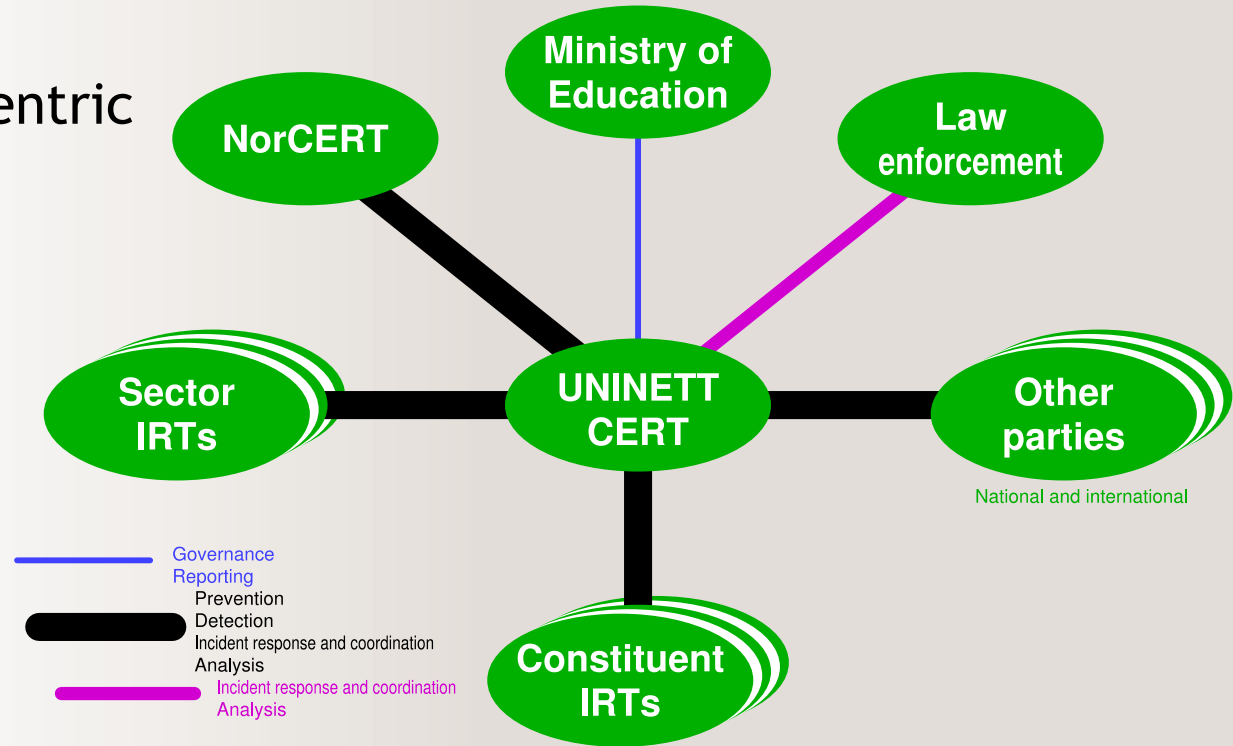 entric
Ministry of
Education
NorCERT
Law
enforcement
Sector
IRTs
UNINETT
CERT
Other
parties
National and international
Governance
Reporting
Prevention
Detection
Incident response and coordination
Analysis
Incident response and coordination
Analysis
Constituent
IRTs